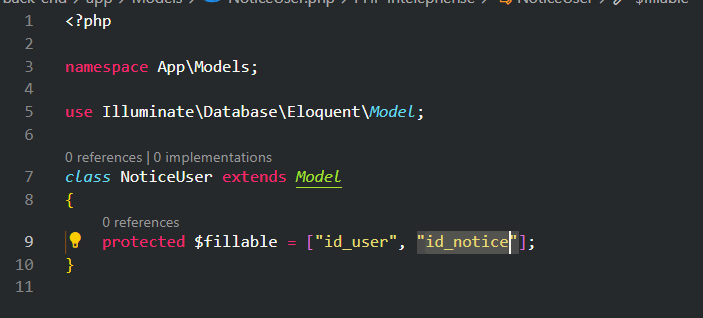 back-end > app > Models > NoticeUser.php > PHP Intelephense > NoticeUser > $fillable
1 <?php
2
3 namespace App\Models;
4
5 use Illuminate\Database\Eloquent\Model;
6
0 references | 0 implementations
7 class NoticeUser extends Model
8 {
0 references
9 protected $fillable = ["id_user", "id_notice"];
10 }
11